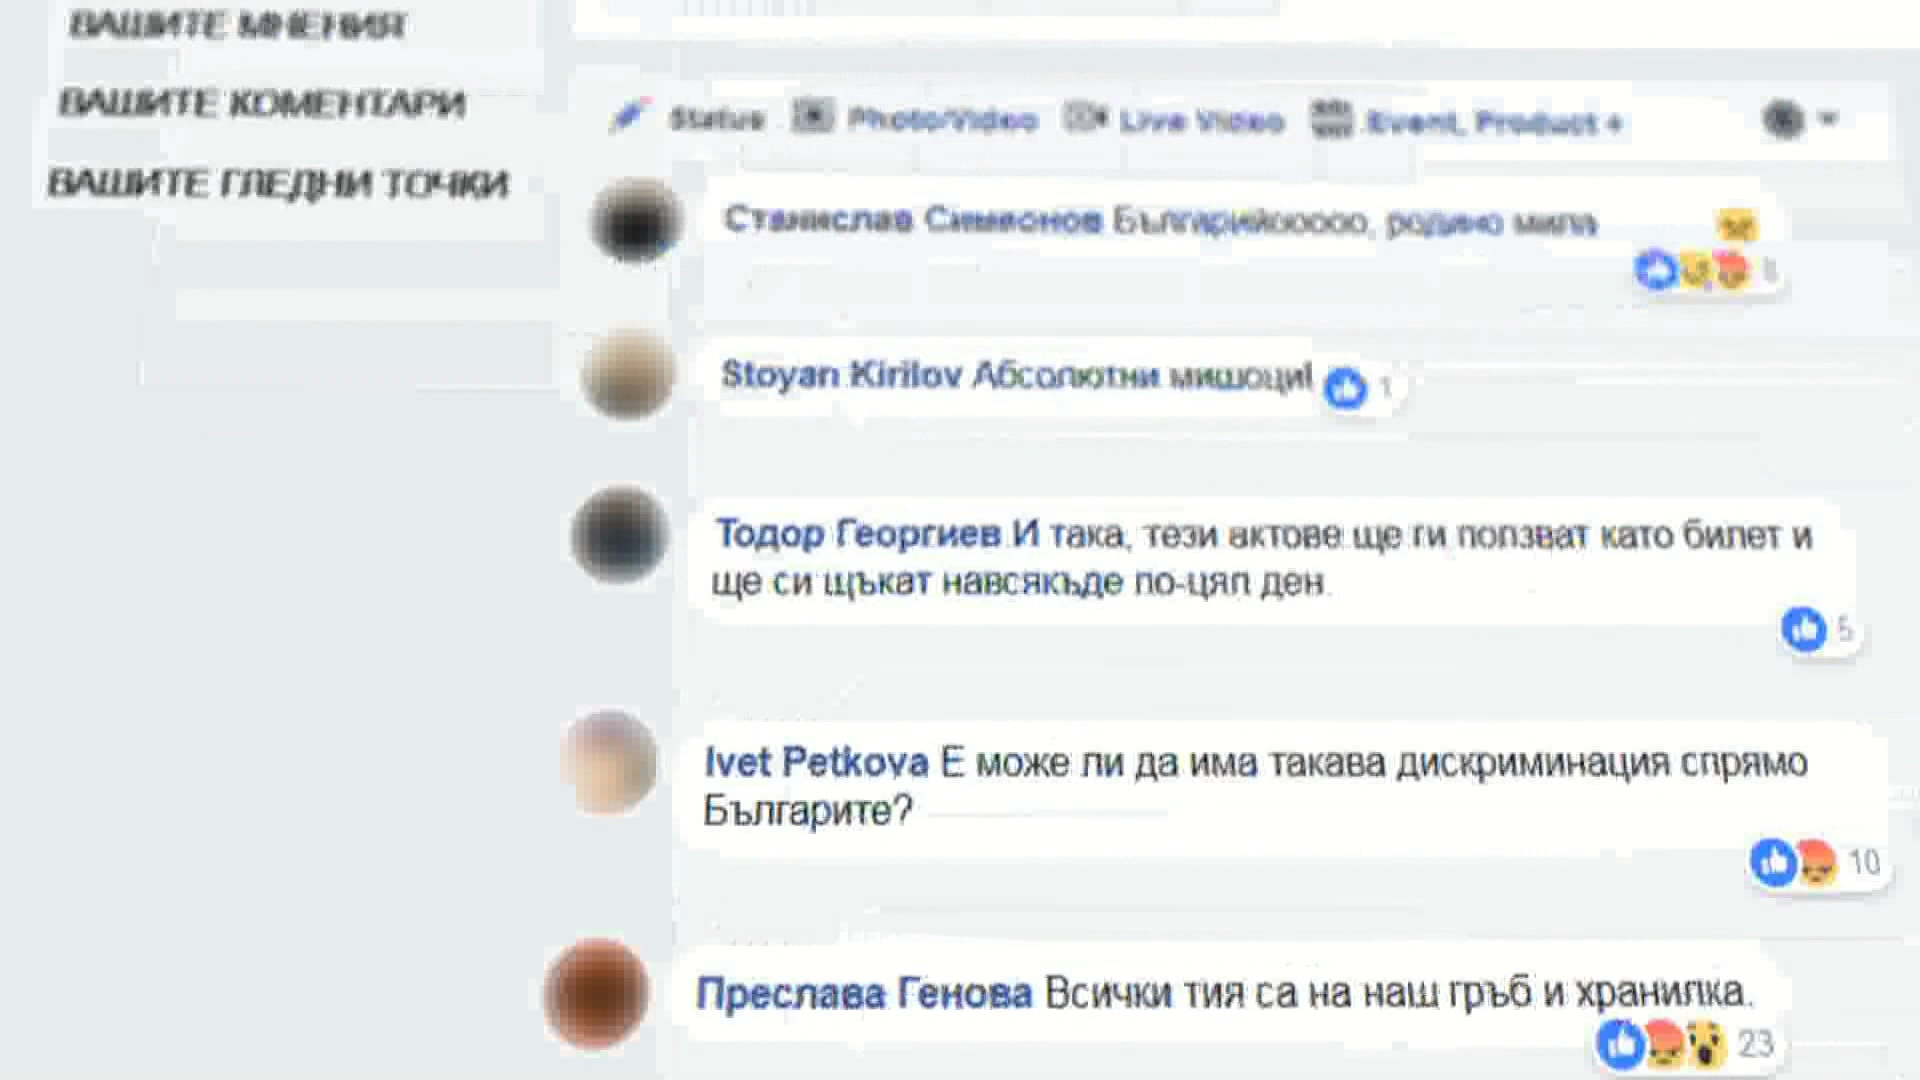 ВАШИТЕ МНЕНИЯ
ВАШИТЕ КОМЕНТАРИ
ВАШИТЕ ГЛЕДНИ ТОЧКИ
Status Photo/Video Live Video Event, Product +
Станислав Симеонов Българийооооо, родино мила
Stoyan Kirilov Абсолютни мишоци!
1
Тодор Георгиев И така, тези актове ще ги ползват като билет и
ще си щъкат навсякъде по-цял ден.
5
Ivet Petkova Е може ли да има такава дискриминация спрямо
Българите?
10
Преслава Генова Всички тия са на наш гръб и хранилка.
23